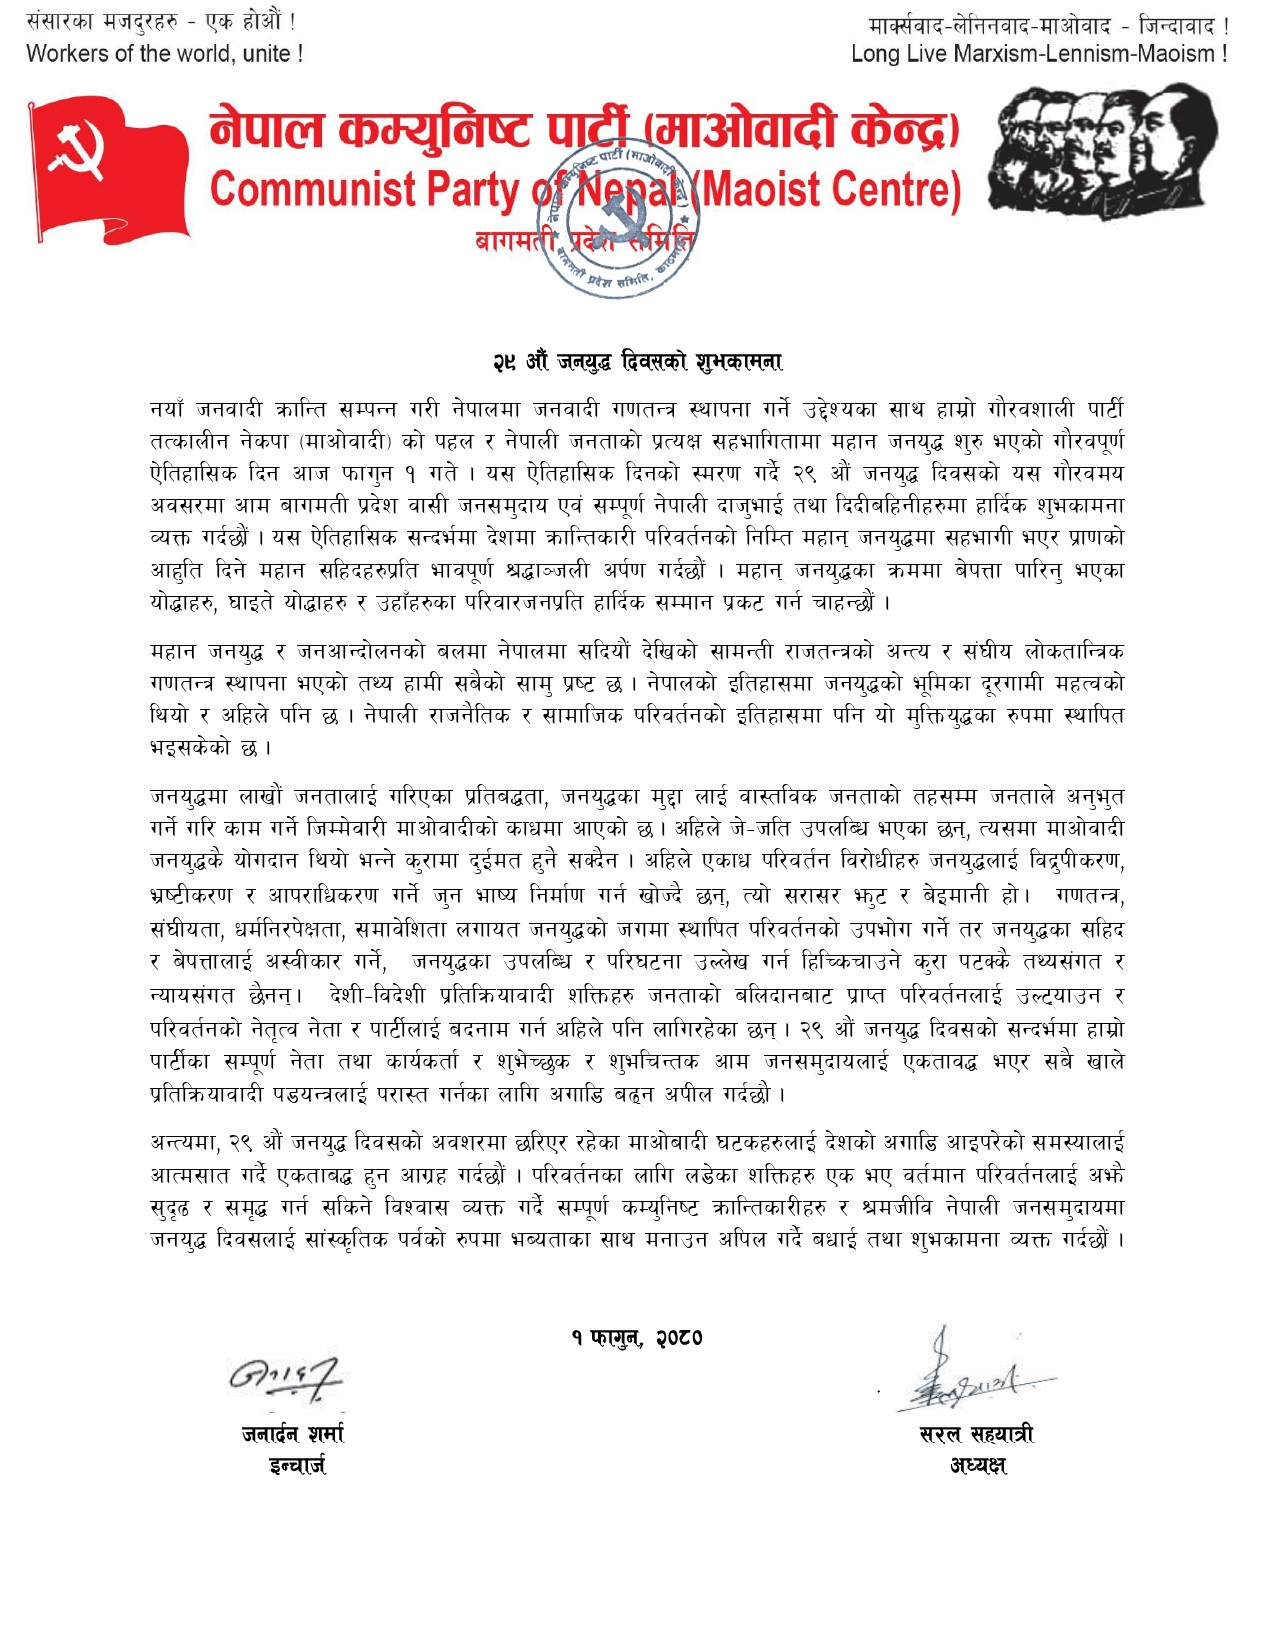 संसारका मजदुरहरु - एक होऔं !
मार्क्सवाद-लेनिनवाद-माओवाद - जिन्दावाद !
Workers of the world, unite !
Long Live Marxism-Lennism-Maoism !
नेपाल कम्युनिष्ट पार्टी (माओवादी केन्द्र)
Communist Party of Nepal (Maoist Centre)
बागमती प्रदेश समिति
नेपाल कम्युनिष्ट पार्टी (माओवादी केन्द्र)
बागमती प्रदेश समिति,
२९ औं जनयुद्ध दिवसको शुभकामना
नयाँ जनवादी क्रान्ति सम्पन्न गरी नेपालमा जनवादी गणतन्त्र स्थापना गर्ने उद्देश्यका साथ हाम्रो गौरवशाली पार्टी
तत्कालीन नेकपा (माओवादी) को पहल र नेपाली जनताको प्रत्यक्ष सहभागितामा महान जनयुद्ध शुरु भएको गौरवपूर्ण
ऐतिहासिक दिन आज फागुन १ गते । यस ऐतिहासिक दिनको स्मरण गर्दै २९ औं जनयुद्ध दिवसको यस गौरवमय
अवसरमा आम बागमती प्रदेश वासी जनसमुदाय एवं सम्पूर्ण नेपाली दाजुभाई तथा दिदीबहिनीहरुमा हार्दिक शुभकामना
व्यक्त गर्दछौं । यस ऐतिहासिक सन्दर्भमा देशमा क्रान्तिकारी परिवर्तनको निम्ति महान् जनयुद्धमा सहभागी भएर प्राणको
आहुति दिने महान सहिदहरुप्रति भावपूर्ण श्रद्धाञ्जली अर्पण गर्दछौं । महान् जनयुद्धका क्रममा बेपत्ता पारिनु भएका
योद्धाहरु, घाइते योद्धाहरु र उहाँहरुका परिवारजनप्रति हार्दिक सम्मान प्रकट गर्न चाहन्छौं ।
महान जनयुद्ध र जनआन्दोलनको बलमा नेपालमा सदियौं देखिको सामन्ती राजतन्त्रको अन्त्य र संघीय लोकतान्त्रिक
गणतन्त्र स्थापना भएको तथ्य हामी सबैको सामु प्रष्ट छ । नेपालको इतिहासमा जनयुद्धको भूमिका दूरगामी महत्वको
थियो र अहिले पनि छ । नेपाली राजनैतिक र सामाजिक परिवर्तनको इतिहासमा पनि यो मुक्तियुद्धका रुपमा स्थापित
भइसकेको छ ।
जनयुद्धमा लाखौं जनतालाई गरिएका प्रतिबद्धता, जनयुद्धका मुद्दा लाई वास्तविक जनताको तहसम्म जनताले अनुभुत
गर्ने गरि काम गर्ने जिम्मेवारी माओवादीको काधमा आएको छ । अहिले जे-जति उपलब्धि भएका छन्, त्यसमा माओवादी
जनयुद्धकै योगदान थियो भन्ने कुरामा दुईमत हुनै सक्दैन । अहिले एकाध परिवर्तन विरोधीहरु जनयुद्धलाई विद्रुपीकरण,
भ्रष्टीकरण र आपराधिकरण गर्ने जुन भाष्य निर्माण गर्न खोज्दै छन्, त्यो सरासर झुट र बेइमानी हो। गणतन्त्र,
संघीयता, धर्मनिरपेक्षता, समावेशिता लगायत जनयुद्धको जगमा स्थापित परिवर्तनको उपभोग गर्ने तर जनयुद्धका सहिद
र बेपत्तालाई अस्वीकार गर्ने, जनयुद्धका उपलब्धि र परिघटना उल्लेख गर्न हिच्किचाउने कुरा पटक्कै तथ्यसंगत र
न्यायसंगत छैनन्। देशी-विदेशी प्रतिक्रियावादी शक्तिहरु जनताको बलिदानबाट प्राप्त परिवर्तनलाई उल्ट्याउन र
परिवर्तनको नेतृत्व नेता र पार्टीलाई बदनाम गर्न अहिले पनि लागिरहेका छन् । २९ औं जनयुद्ध दिवसको सन्दर्भमा हाम्रो
पार्टीका सम्पूर्ण नेता तथा कार्यकर्ता र शुभेच्छुक र शुभचिन्तक आम जनसमुदायलाई एकतावद्ध भएर सबै खाले
प्रतिक्रियावादी षडयन्त्रलाई परास्त गर्नका लागि अगाडि बढ्न अपील गर्दछौ ।
अन्त्यमा, २९ औं जनयुद्ध दिवसको अवशरमा छरिएर रहेका माओबादी घटकहरुलाई देशको अगाडि आइपरेको समस्यालाई
आत्मसात गर्दै एकताबद्ध हुन आग्रह गर्दछौं । परिवर्तनका लागि लडेका शक्तिहरु एक भए वर्तमान परिवर्तनलाई अझै
सुदृढ र समृद्ध गर्न सकिने विश्वास व्यक्त गर्दै सम्पूर्ण कम्युनिष्ट क्रान्तिकारीहरु र श्रमजीवि नेपाली जनसमुदायमा
जनयुद्ध दिवसलाई सांस्कृतिक पर्वको रुपमा भब्यताका साथ मनाउन अपिल गर्दै बधाई तथा शुभकामना व्यक्त गर्दछौं ।
१ फागुन, २०८०
जनार्दन शर्मा
सरल सहयात्री
इन्चार्ज
अध्यक्ष